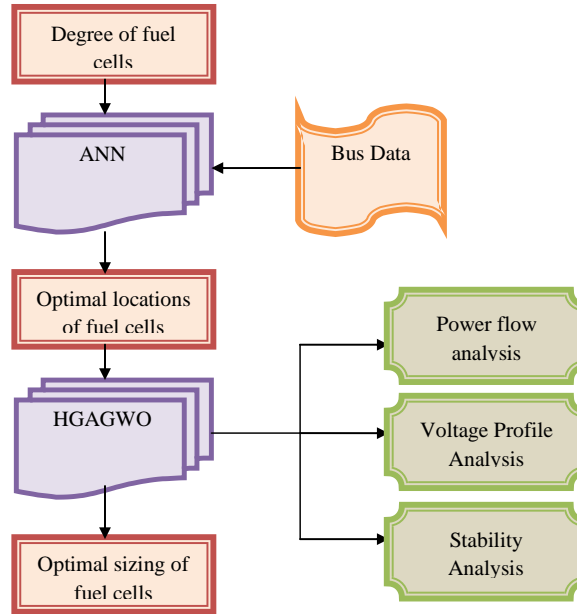 Degree of fuel
cells
ANN
Bus Data
Optimal locations
of fuel cells
Power flow
analysis
HGAGWO
Voltage Profile
Analysis
Optimal sizing of
fuel cells
Stability
Analysis